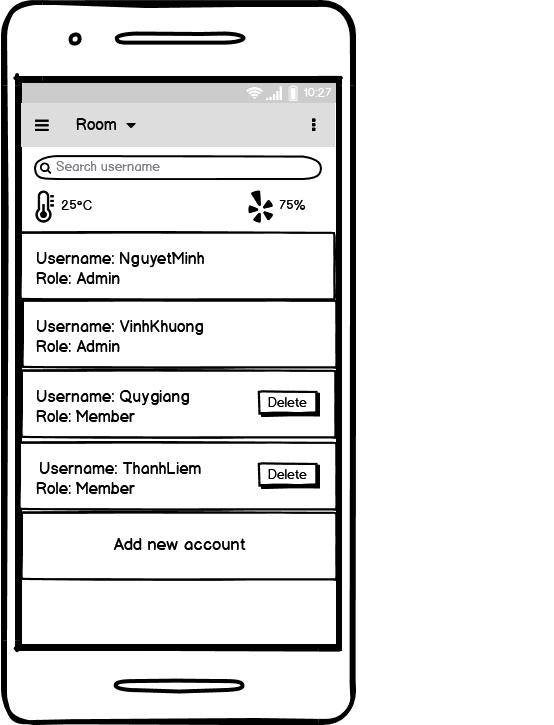 10:27
Room
Search username
25°C
75%
Username: NguyetMinh
Role: Admin
Username: VinhKhuong
Role: Admin
Username: Quygiang
Role: Member
Delete
Username: ThanhLiem
Role: Member
Delete
Add new account